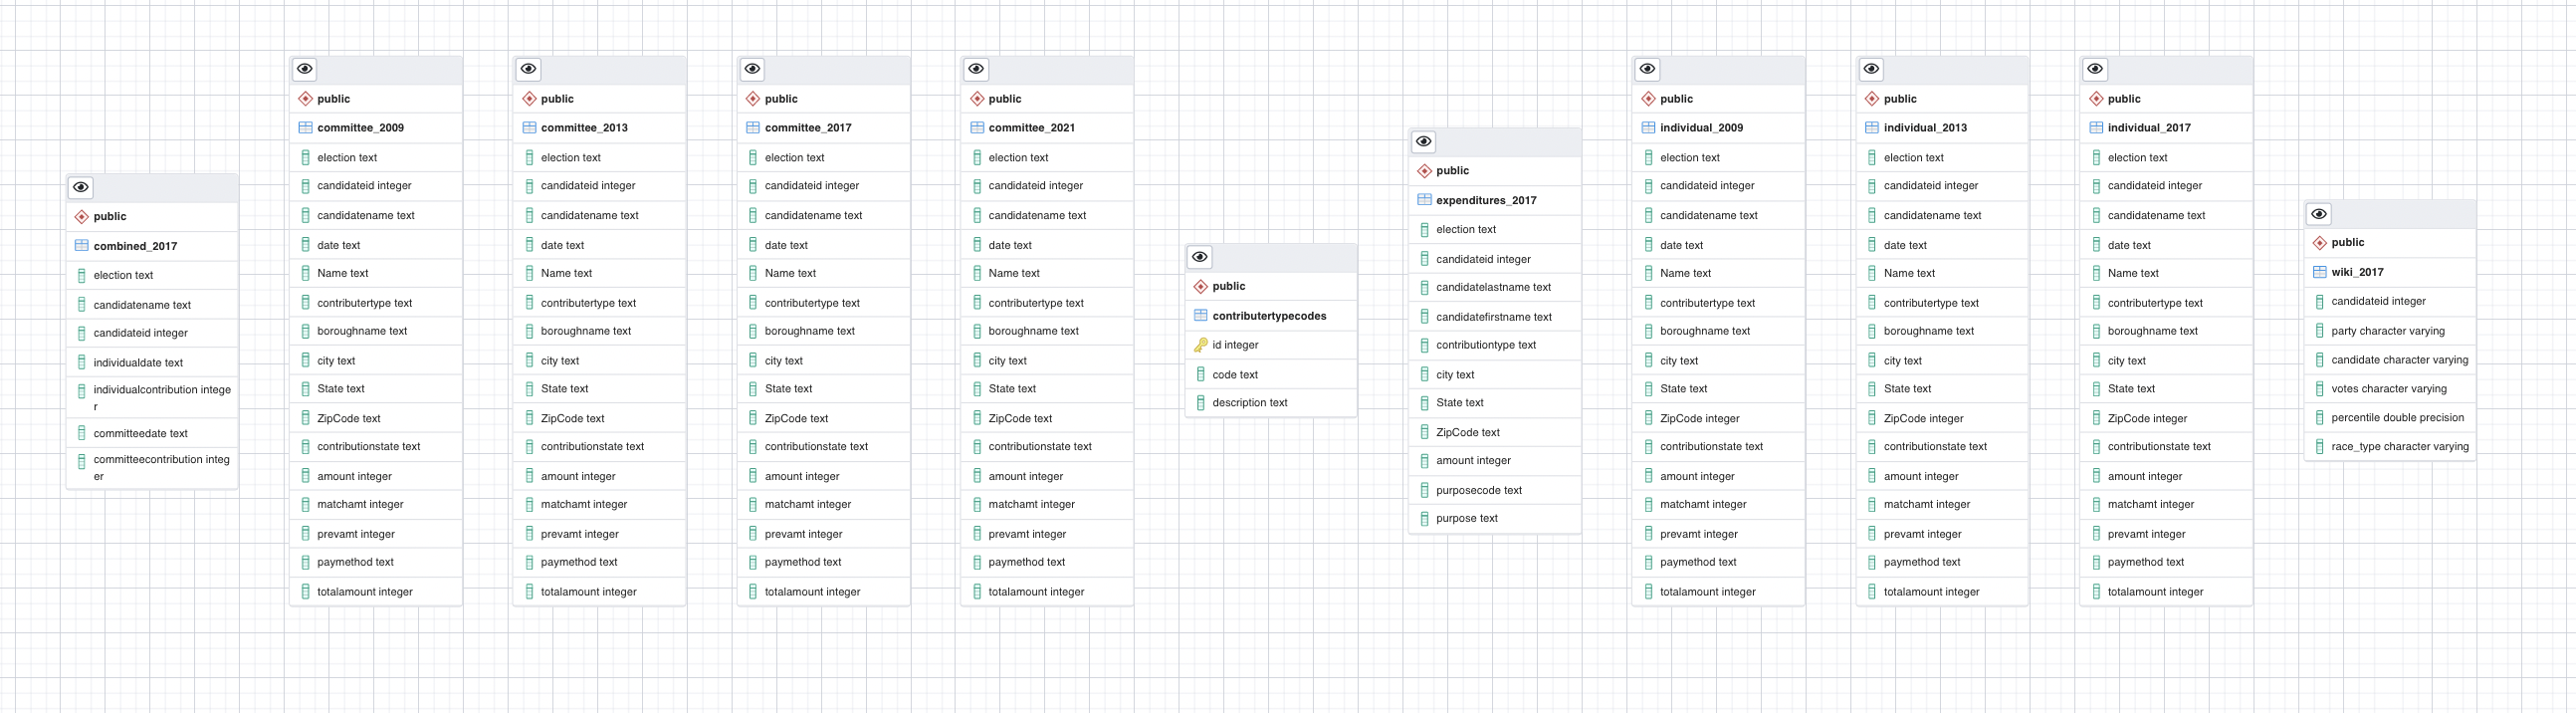 public
combined_2017
election text
candidatename text
candidateid integer
individualdate text
individualcontribution intege
r
committeedate text
committeecontribution integ
er
public
committee_2009
election text
candidateid integer
candidatename text
date text
Name text
contributertype text
boroughname text
city text
State text
ZipCode text
contributionstate text
amount integer
matchamt integer
prevamt integer
paymethod text
totalamount integer
public
committee_2013
election text
candidateid integer
candidatename text
date text
Name text
contributertype text
boroughname text
city text
State text
ZipCode text
contributionstate text
amount integer
matchamt integer
prevamt integer
paymethod text
totalamount integer
public
committee_2017
election text
candidateid integer
candidatename text
date text
Name text
contributertype text
boroughname text
city text
State text
ZipCode text
contributionstate text
amount integer
matchamt integer
prevamt integer
paymethod text
totalamount integer
public
committee_2021
election text
candidateid integer
candidatename text
date text
Name text
contributertype text
boroughname text
city text
State text
ZipCode text
contributionstate text
amount integer
matchamt integer
prevamt integer
paymethod text
totalamount integer
public
contributertypecodes
id integer
code text
description text
public
expenditures_2017
election text
candidateid integer
candidatelastname text
candidatefirstname text
contributiontype text
city text
State text
ZipCode text
amount integer
purposecode text
purpose text
public
individual_2009
election text
candidateid integer
candidatename text
date text
Name text
contributertype text
boroughname text
city text
State text
ZipCode integer
contributionstate text
amount integer
matchamt integer
prevamt integer
paymethod text
totalamount integer
public
individual_2013
election text
candidateid integer
candidatename text
date text
Name text
contributertype text
boroughname text
city text
State text
ZipCode integer
contributionstate text
amount integer
matchamt integer
prevamt integer
paymethod text
totalamount integer
public
individual_2017
election text
candidateid integer
candidatename text
date text
Name text
contributertype text
boroughname text
city text
State text
ZipCode integer
contributionstate text
amount integer
matchamt integer
prevamt integer
paymethod text
totalamount integer
public
wiki_2017
candidateid integer
party character varying
candidate character varying
votes character varying
percentile double precision
race_type character varying